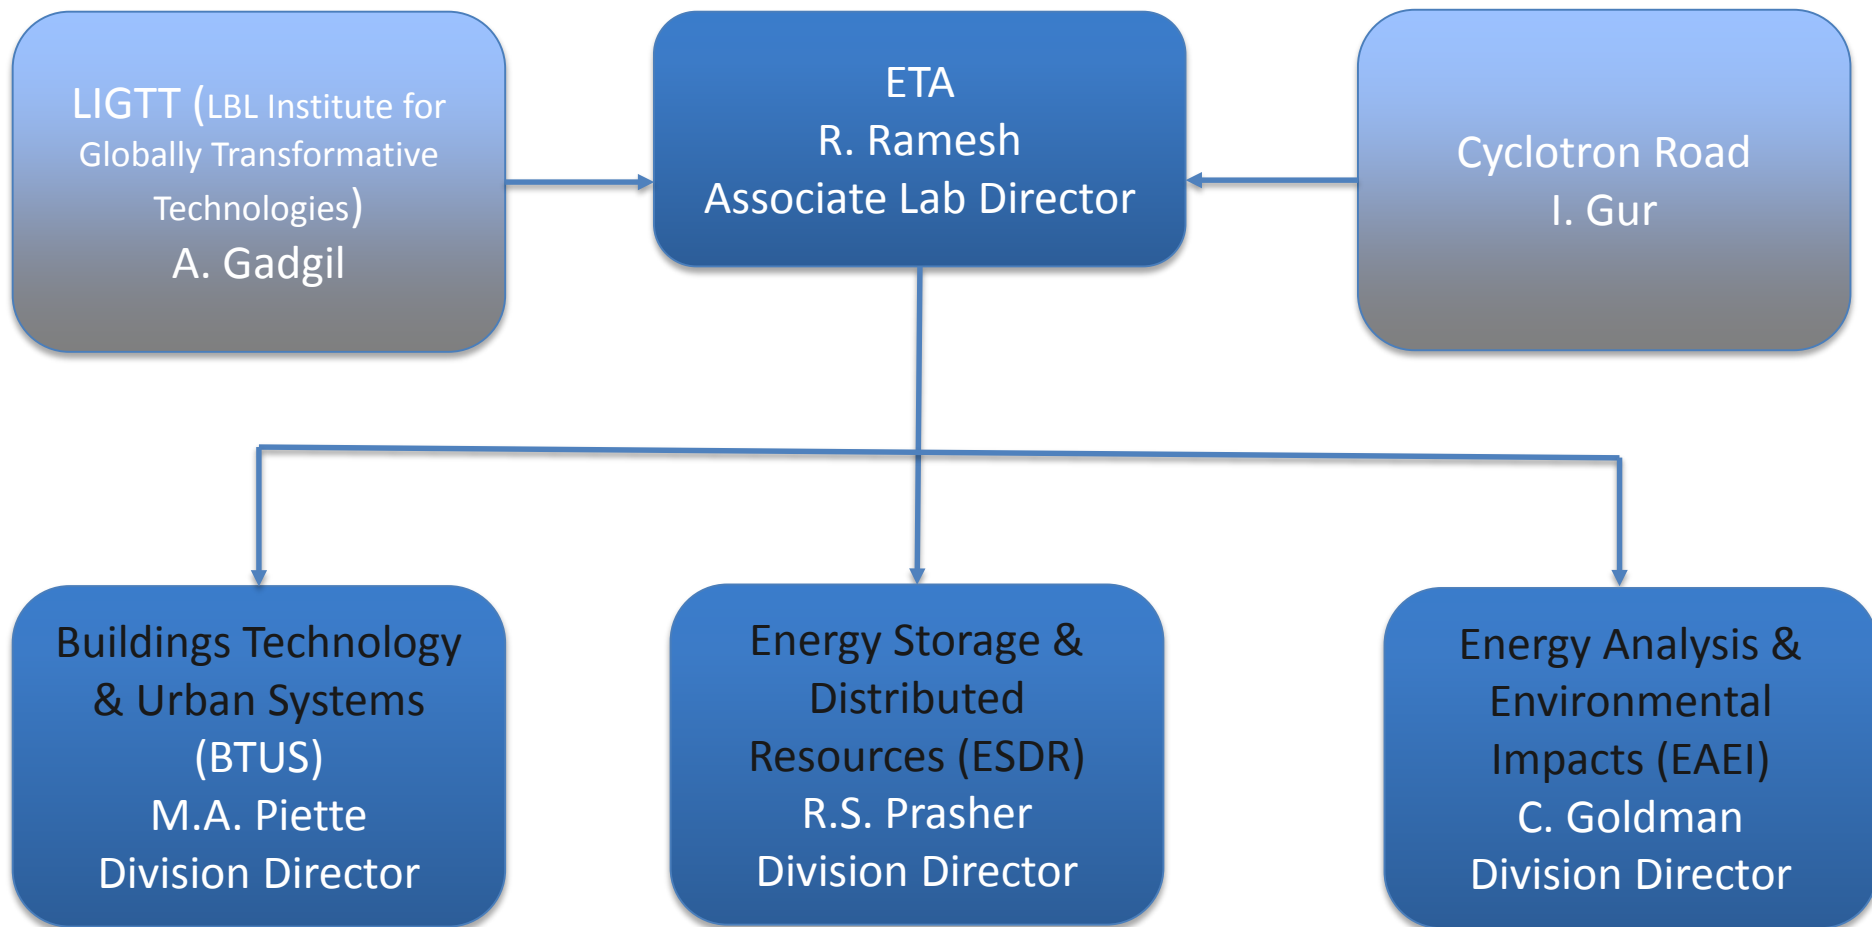 LIGTT (LBL Institute for
Globally Transformative
Technologies)
A. Gadgil
ETA
R. Ramesh
Associate Lab Director
Cyclotron Road
I. Gur
Buildings Technology
& Urban Systems
(BTUS)
M.A. Piette
Division Director
Energy Storage &
Distributed
Resources (ESDR)
R.S. Prasher
Division Director
Energy Analysis &
Environmental
Impacts (EAEI)
C. Goldman
Division Director